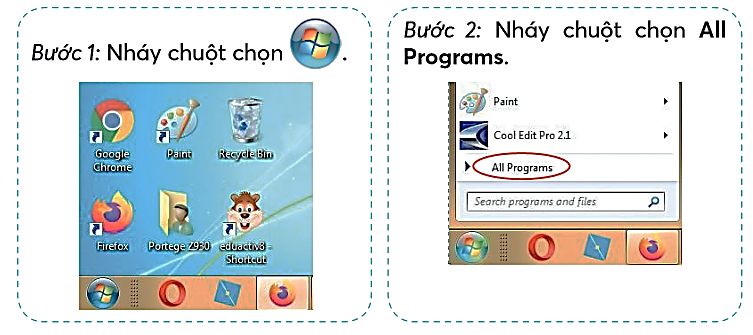 Bước 1: Nháy chuột chọn .
Google Chrome
Paint
Recycle Bin
Firefox
Portege Z930
eduactiv8 - Shortcut
Bước 2: Nháy chuột chọn All
Programs.
Paint
Cool Edit Pro 2.1
All Programs
Search programs and files